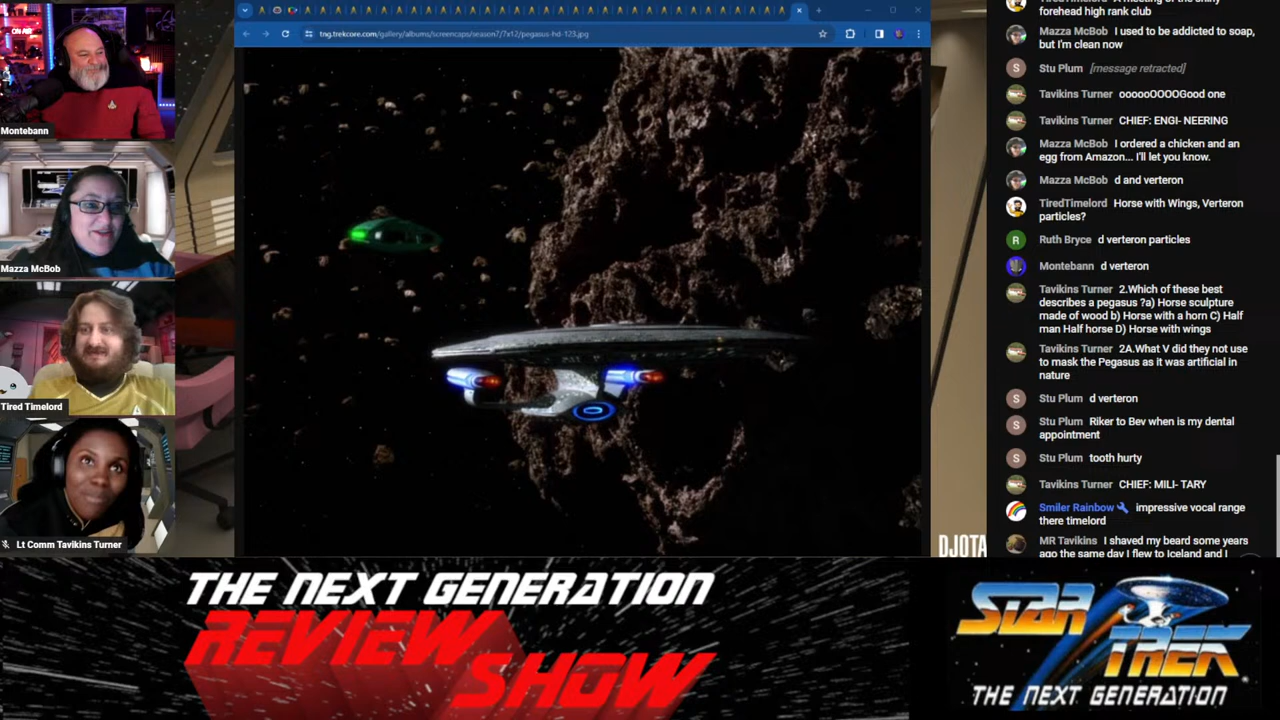 ON AIR
Montebann
Mazza McBob
Tired Timelord
Lt Comm Tavikins Turner
tng.trekcore.com/gallery/albums/screencaps/season7/7x12/pegasus-hd-123.jpg
forehead high rank club
Mazza McBob I used to be addicted to soap,
but I'm clean now
Stu Plum [message retracted]
Tavikins Turner oooooOOOOGood one
Tavikins Turner CHIEF: ENGI- NEERING
Mazza McBob I ordered a chicken and an
egg from Amazon... I'll let you know.
Mazza McBob d and verteron
TiredTimelord Horse with Wings, Verteron
particles?
R
Ruth Bryce d verteron particles
Montebann d verteron
Tavikins Turner 2.Which of these best
describes a pegasus ?a) Horse sculpture
made of wood b) Horse with a horn C) Half
man Half horse D) Horse with wings
Tavikins Turner 2A.What V did they not use
to mask the Pegasus as it was artificial in
nature
S
Stu Plum d verteron
S
Stu Plum Riker to Bev when is my dental
appointment
S
Stu Plum tooth hurty
Tavikins Turner CHIEF: MILI- TARY
Smiler Rainbow impressive vocal range
there timelord
MR Tavikins I shaved my beard some years
ago the same day I flew to Iceland and I
DJOTA
THE NEXT GENERATION
REVIEW
SHOW
STAR
TREK
THE NEXT GENERATION